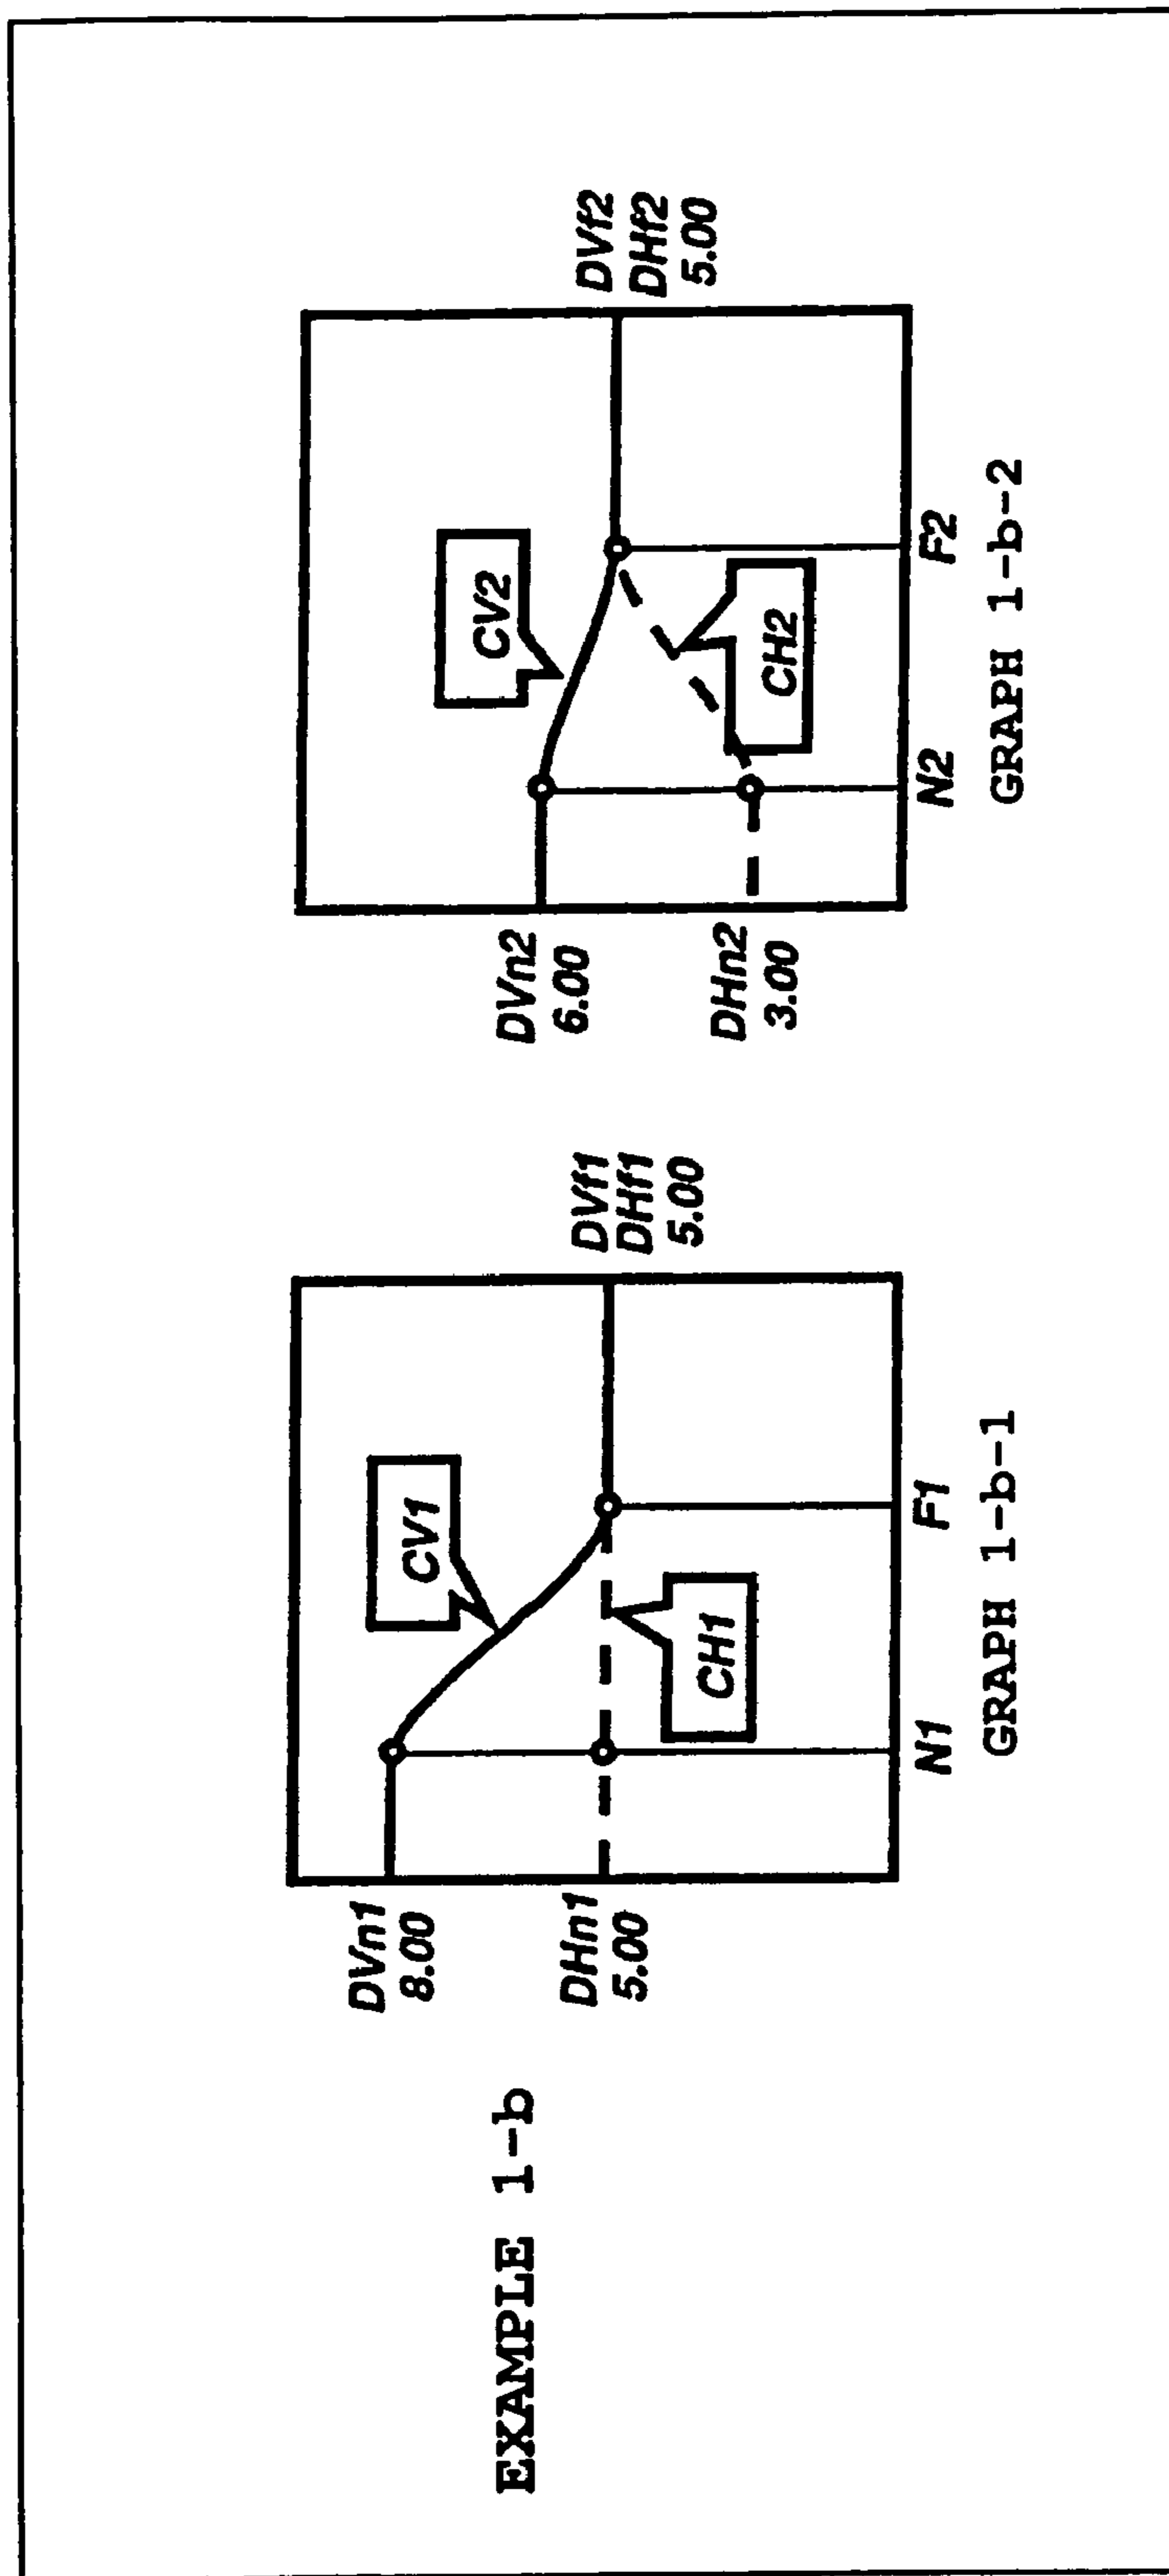 EXAMPLE 1-b
DVn1
8.00
DHn1
5.00
CV1
CH1
DVf1
DHf1
5.00
N1
F1
GRAPH 1-b-1
DVn2
6.00
DHn2
3.00
CV2
CH2
DVf2
DHf2
5.00
N2
F2
GRAPH 1-b-2